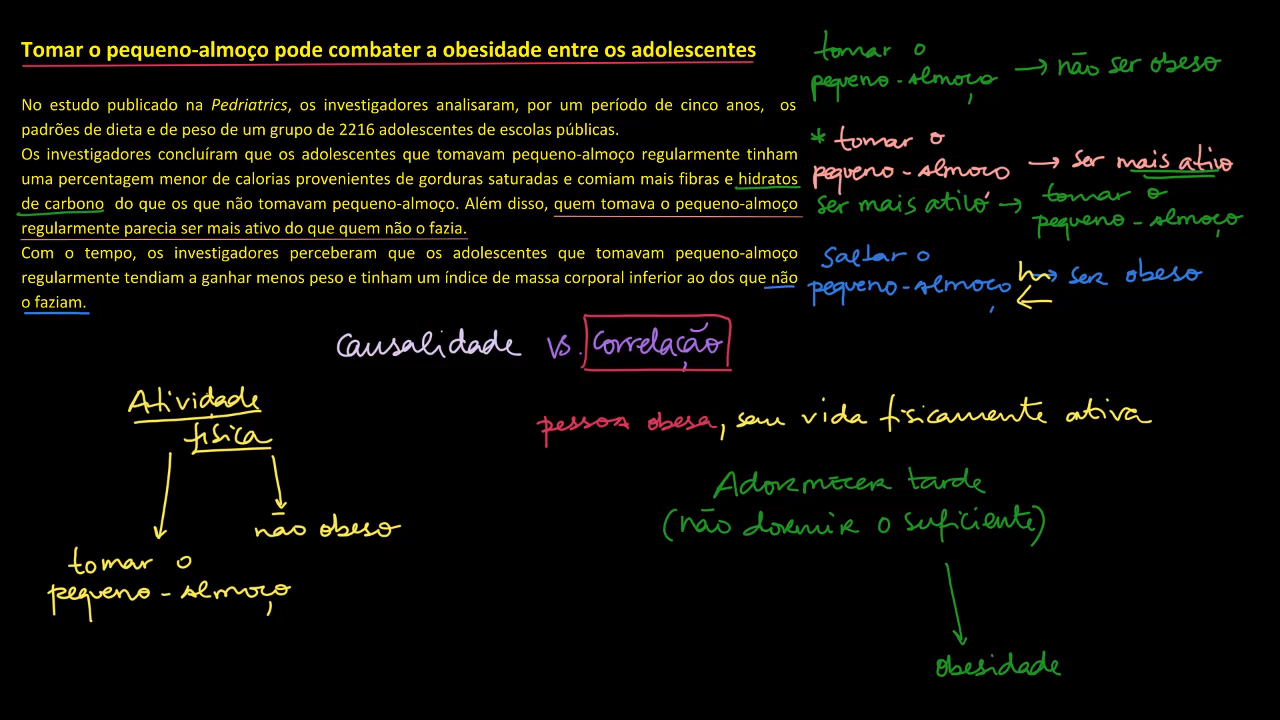 Tomar o pequeno-almoço pode combater a obesidade entre os adolescentes
No estudo publicado na Pedriatrics, os investigadores analisaram, por um período de cinco anos, os
padrões de dieta e de peso de um grupo de 2216 adolescentes de escolas públicas.
Os investigadores concluíram que os adolescentes que tomavam pequeno-almoço regularmente tinham
uma percentagem menor de calorias provenientes de gorduras saturadas e comiam mais fibras e hidratos
de carbono do que os que não tomavam pequeno-almoço. Além disso, quem tomava o pequeno-almoço
regularmente parecia ser mais ativo do que quem não o fazia.
Com o tempo, os investigadores perceberam que os adolescentes que tomavam pequeno-almoço
regularmente tendiam a ganhar menos peso e tinham um índice de massa corporal inferior ao dos que não
o faziam.
tomar o
pequeno-almoço → não ser obeso
* tomar o
pequeno-almoço → ser mais ativo
ser mais ativo → tomar o
pequeno-almoço
saltar o
pequeno-almoço → ser obeso
←
Causalidade vs. Correlação
Atividade
física
não obeso
tomar o
pequeno-almoço
pessoa obesa, sem vida fisicamente ativa
Adormecer tarde
(não dormir o suficiente)
obesidade